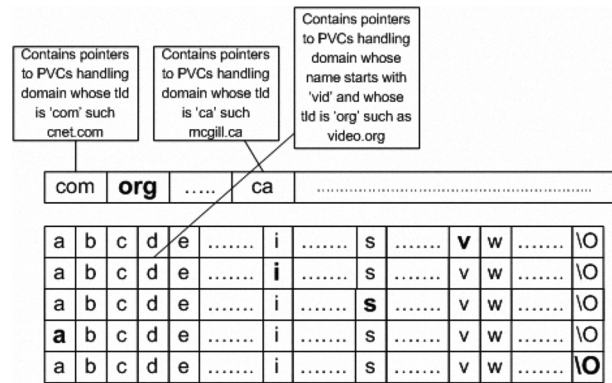 Contains pointers
to PVCs handling
domain whose tld
is 'com' such
cnet.com
Contains pointers
to PVCs handling
domain whose tld
is 'ca' such
mcgill.ca
Contains pointers
to PVCs handling
domain whose
name starts with
'vid' and whose
tld is 'org' such as
video.org
com org ..... ca ................................................................
a b c d e ....... i ....... s ....... v w ....... \O
a b c d e ....... i ....... s ....... v w ....... \O
a b c d e ....... i ....... s ....... v w ....... \O
a b c d e ....... i ....... s ....... v w ....... \O
a b c d e ....... i ....... s ....... v w ....... \O